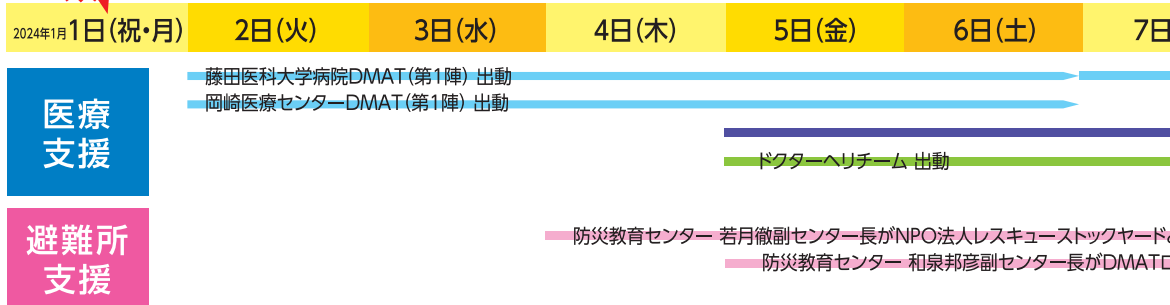 2024年1月1日(祝・月) 2日(火) 3日(水) 4日(木) 5日(金) 6日(土) 7日
医療
支援
藤田医科大学病院DMAT(第1陣) 出動
岡崎医療センターDMAT(第1陣) 出動
ドクターヘリチーム 出動
避難所
支援
防災教育センター 若月徹副センター長がNPO法人レスキューストックヤード
防災教育センター 和泉邦彦副センター長がDMAT